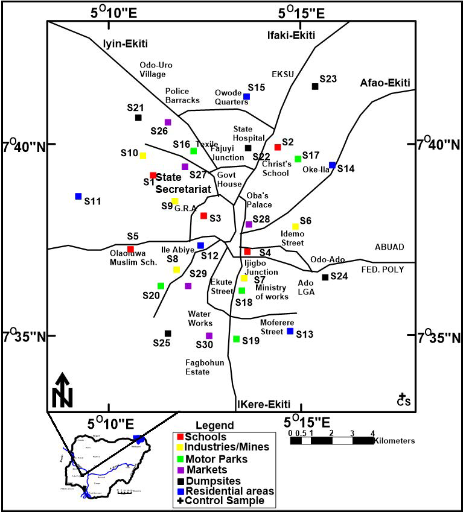 5°10'E
5°15'E
Iyin-Ekiti
Ifaki-Ekiti
Odo-Uro
Village
EKSU
S23
Afao-Ekiti
S15
Police
Barracks
Owode
Quarters
S21
S26
State
Hospital
7°40'N
7°40'N
S16
Texile
Fajuyi
Junction
S2
S10
S22
S17
Christ's
School
Oke-Ila
S14
S27
S1
State
Secretariat
Govt
House
S11
S9
G.R.A
Oba's
Palace
S3
S28
S6
S5
Idemo
Street
ABUAD
Olaoluwa
Muslim Sch.
Ile Abiye
S12
S4
Odo-Ado
S8
Ijigbo
Junction
FED. POLY
S29
Ekute
Street
S7
Ado
LGA
S24
S20
Ministry
of works
S18
Water
Works
Moferere
Street
S13
7°35'N
7°35'N
S25
S30
S19
Fagbohun
Estate
N
IKere-Ekiti
CS
5°10'E
5°15'E
Legend
Schools
Industries/Mines
Motor Parks
Markets
Dumpsites
Residential areas
Control Sample
0 0.5 1 2 3 4
Kilometers